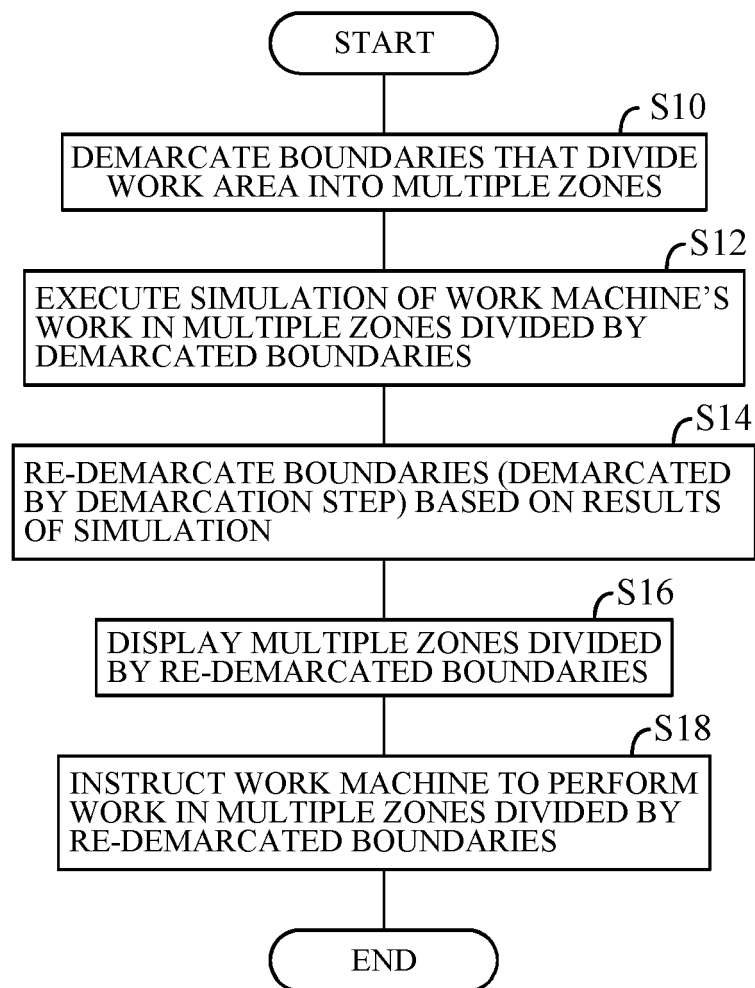 START
S10
DEMARCATE BOUNDARIES THAT DIVIDE
WORK AREA INTO MULTIPLE ZONES
S12
EXECUTE SIMULATION OF WORK MACHINE’S
WORK IN MULTIPLE ZONES DIVIDED BY
DEMARCATED BOUNDARIES
S14
RE-DEMARCATE BOUNDARIES (DEMARCATED
BY DEMARCATION STEP) BASED ON RESULTS
OF SIMULATION
S16
DISPLAY MULTIPLE ZONES DIVIDED
BY RE-DEMARCATED BOUNDARIES
S18
INSTRUCT WORK MACHINE TO PERFORM
WORK IN MULTIPLE ZONES DIVIDED BY
RE-DEMARCATED BOUNDARIES
END